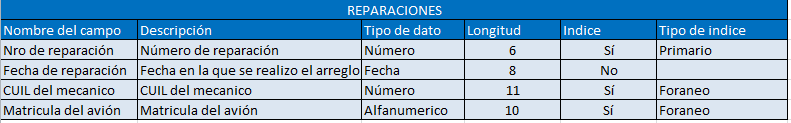 REPARACIONES
Nombre del campo Descripción Tipo de dato Longitud Indice Tipo de indice
Nro de reparación Número de reparación Número 6 Sí Primario
Fecha de reparación Fecha en la que se realizo el arreglo Fecha 8 No
CUIL del mecanico CUIL del mecanico Número 11 Sí Foraneo
Matricula del avión Matricula del avión Alfanumerico 10 Sí Foraneo